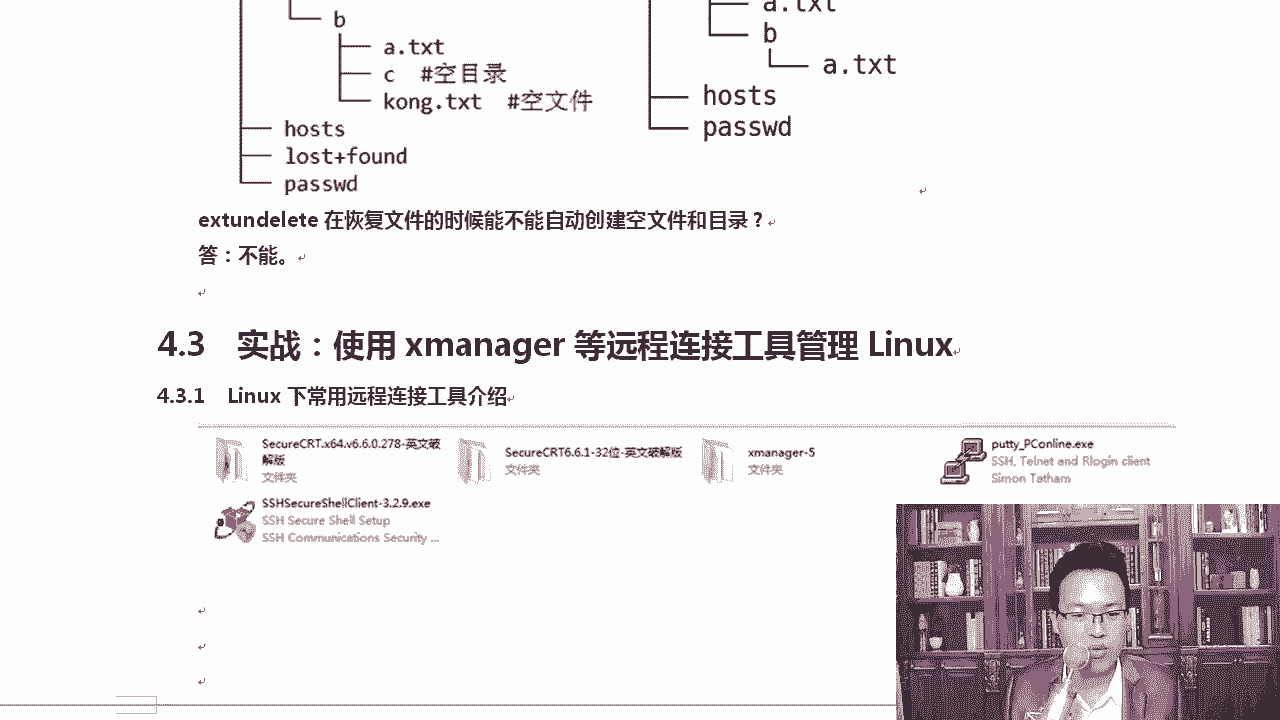 b
a.txt
c #空目录
kong.txt #空文件
hosts
lost+found
passwd
a.txt
b
a.txt
hosts
passwd
extundelete 在恢复文件的时候能不能自动创建空文件和目录？
答：不能。
4.3 实战：使用 xmanager 等远程连接工具管理 Linux
4.3.1 Linux 下常用远程连接工具介绍
SecureCRT.x64.v6.6.0.278-英文破
解版
文件夹
SecureCRT6.6.1-32位-英文破解版
文件夹
xmanager-5
文件夹
putty_PConline.exe
SSH, Telnet and Rlogin client
Simon Tatham
SSHSecureShellClient-3.2.9.exe
SSH Secure Shell Setup
SSH Communications Security ...